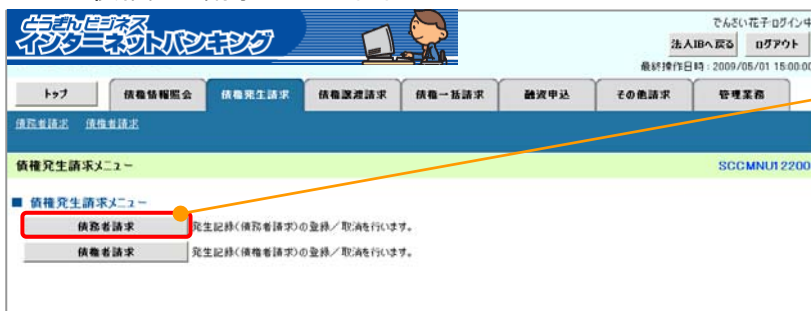 とうぎんビジネス
インターネットバンキング
でんさい花子 ログイン中
法人IBへ戻る ログアウト
最終操作日時：2009/05/01 15:00:00
トップ 債権情報照会 債権発生請求 債権譲渡請求 債権一括請求 融資申込 その他請求 管理業務
債務者請求 債権者請求
債権発生請求メニュー SCCMNU12200
■ 債権発生請求メニュー
債務者請求 発生記録(債務者請求)の登録／取消を行います。
債権者請求 発生記録(債権者請求)の登録／取消を行います。